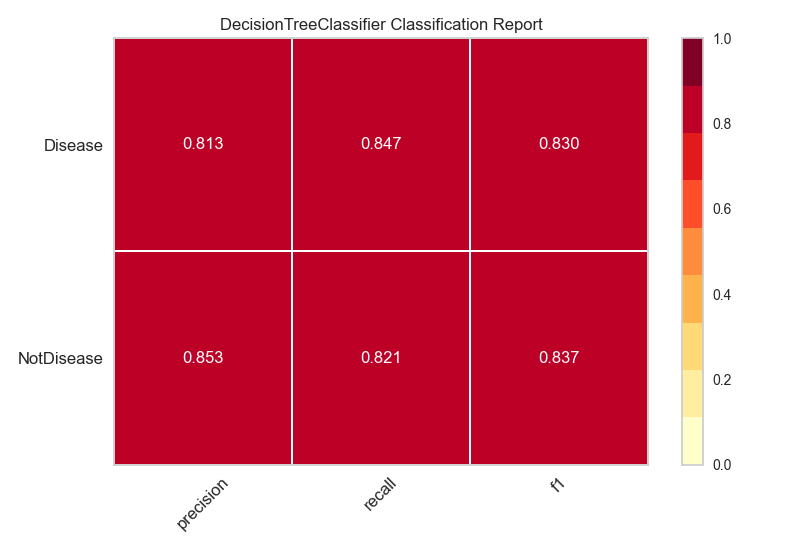 DecisionTreeClassifier Classification Report
Disease
0.813 0.847 0.830
NotDisease
0.853 0.821 0.837
precision recall f1
1.0
0.8
0.6
0.4
0.2
0.0